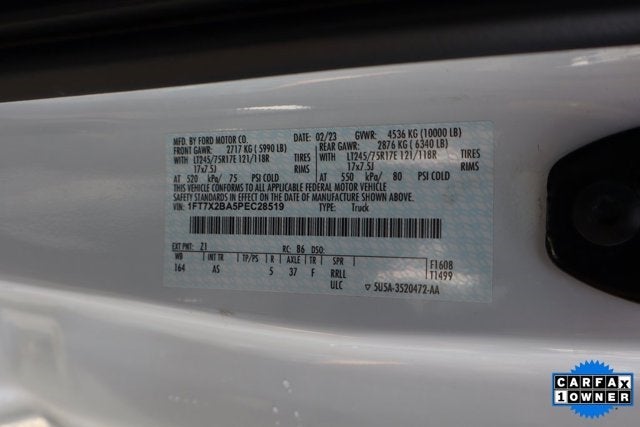 MFD. BY FORD MOTOR CO. DATE: 02/23 GVWR: 4536 KG (10000 LB)
FRONT GAWR: 2717 KG (5990 LB) REAR GAWR: 2876 KG (6340 LB)
WITH LT245/75R17E 121/118R TIRES WITH LT245/75R17E 121/118R TIRES
17x7.5J RIMS 17x7.5J RIMS
AT 520 kPa/ 75 PSI COLD AT 550 kPa/ 80 PSI COLD
THIS VEHICLE CONFORMS TO ALL APPLICABLE FEDERAL MOTOR VEHICLE
SAFETY STANDARDS IN EFFECT ON THE DATE OF MANUFACTURE SHOWN ABOVE.
VIN: 1FT7X2BA5PEC28519 TYPE: Truck
EXT PNT: Z1 RC: B6 DSO:
WB INT TR TP/PS R AXLE TR SPR F1608
164 AS 5 37 F RRLL T1499
ULC 5U5A-3520472-AA
CARFAX
1 OWNER